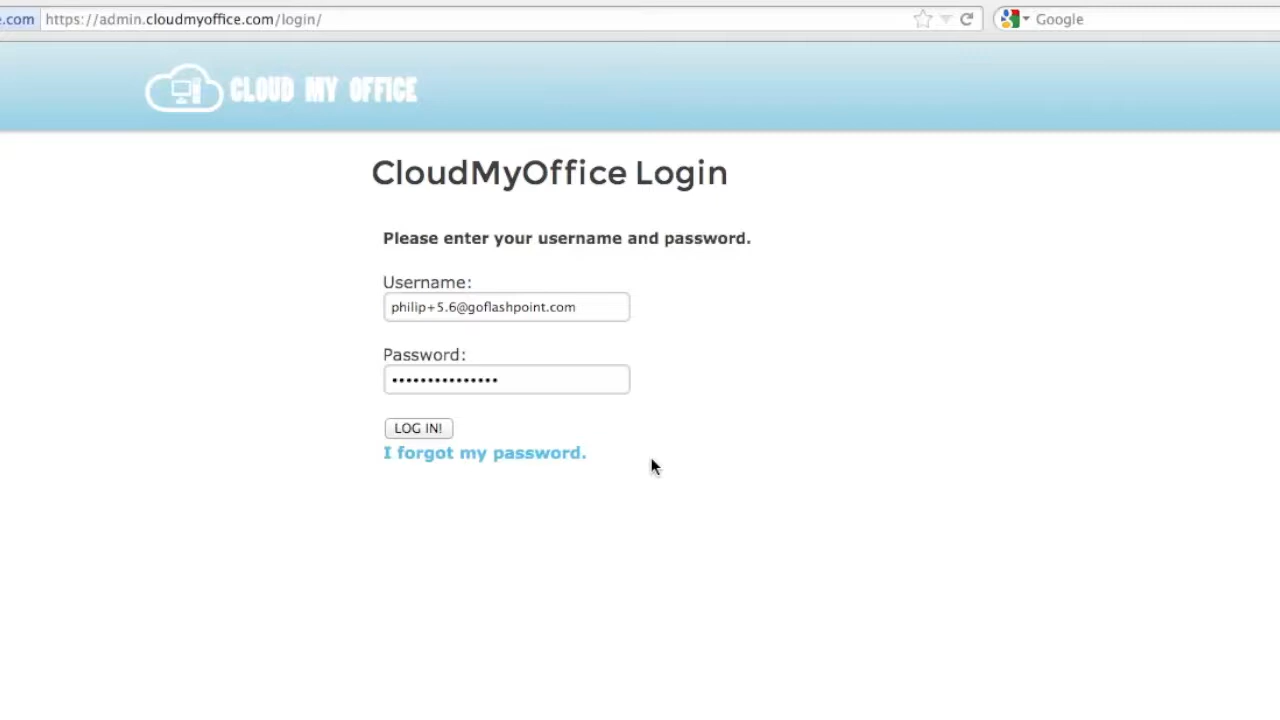 e.com https://admin.cloudmyoffice.com/login/ Google
CLOUD MY OFFICE
CloudMyOffice Login
Please enter your username and password.
Username:
philip+5.6@goflashpoint.com
Password:
•••••••••••••••
LOG IN!
I forgot my password.